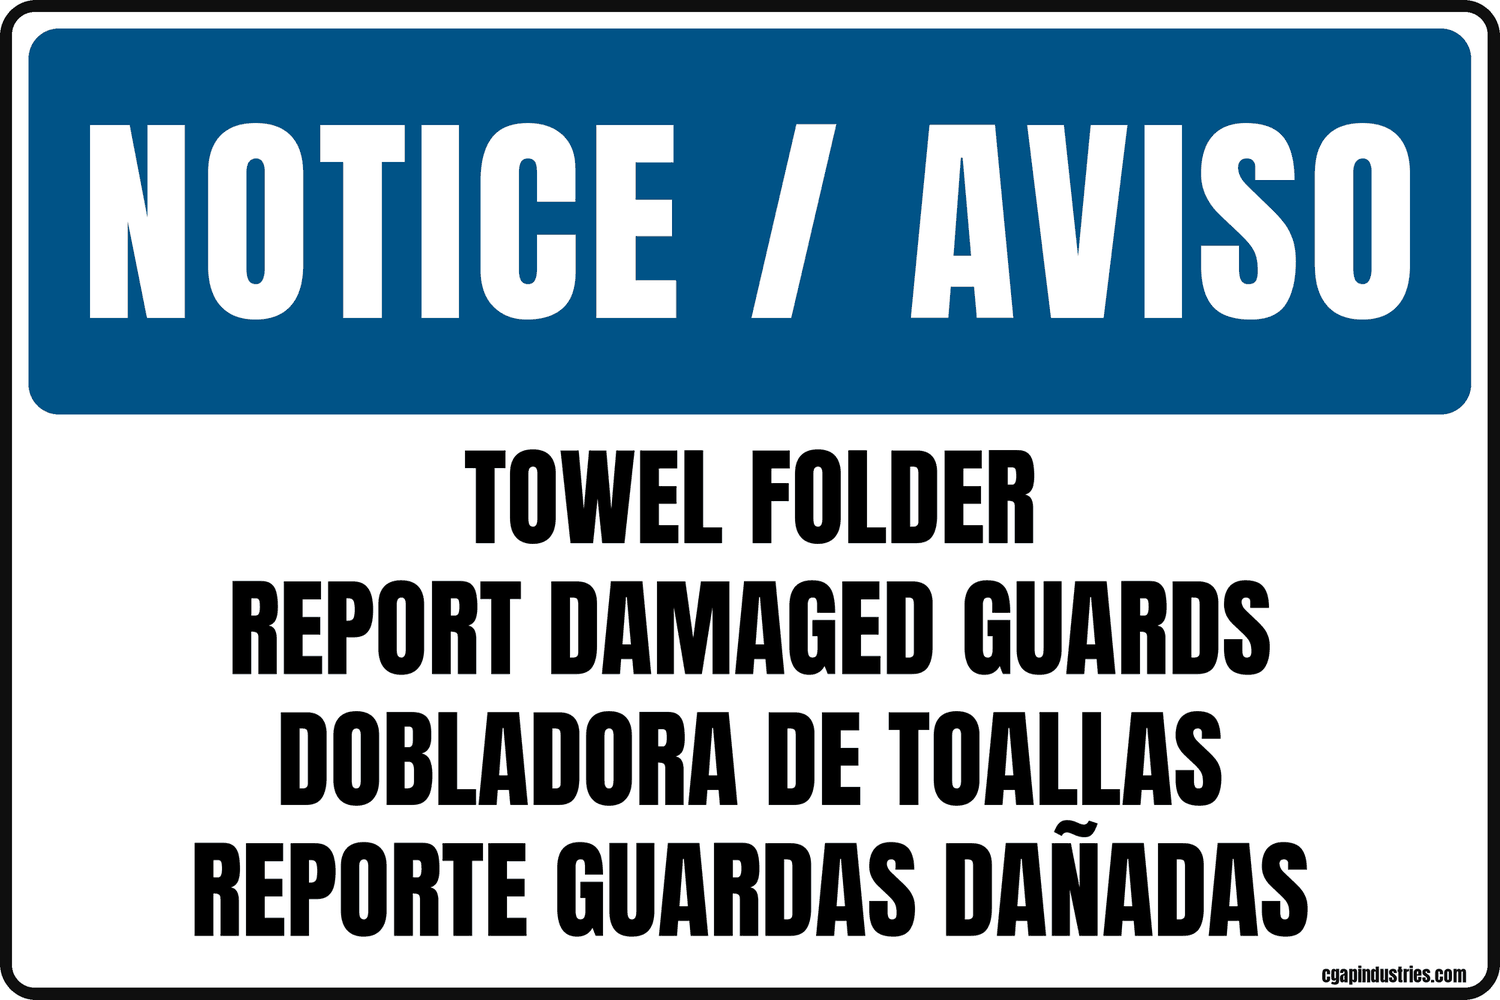 NOTICE / AVISO
TOWEL FOLDER
REPORT DAMAGED GUARDS
DOBLADORA DE TOALLAS
REPORTE GUARDAS DAÑADAS
cgapindustries.com